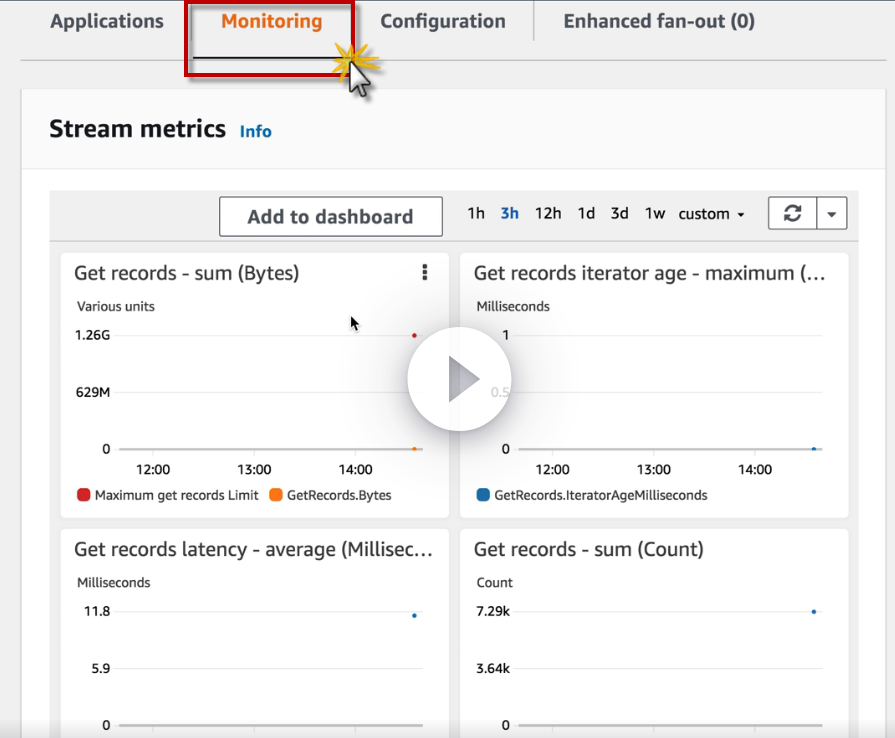 Applications Monitoring Configuration Enhanced fan-out (0)
Stream metrics Info
Add to dashboard 1h 3h 12h 1d 3d 1w custom
Get records - sum (Bytes)
Various units
1.26G
629M
0
12:00 13:00 14:00
Maximum get records Limit GetRecords.Bytes
Get records iterator age - maximum (...
Milliseconds
1
0.5
0
12:00 13:00 14:00
GetRecords.IteratorAgeMilliseconds
Get records latency - average (Millisec...
Milliseconds
11.8
5.9
0
Get records - sum (Count)
Count
7.29k
3.64k
0